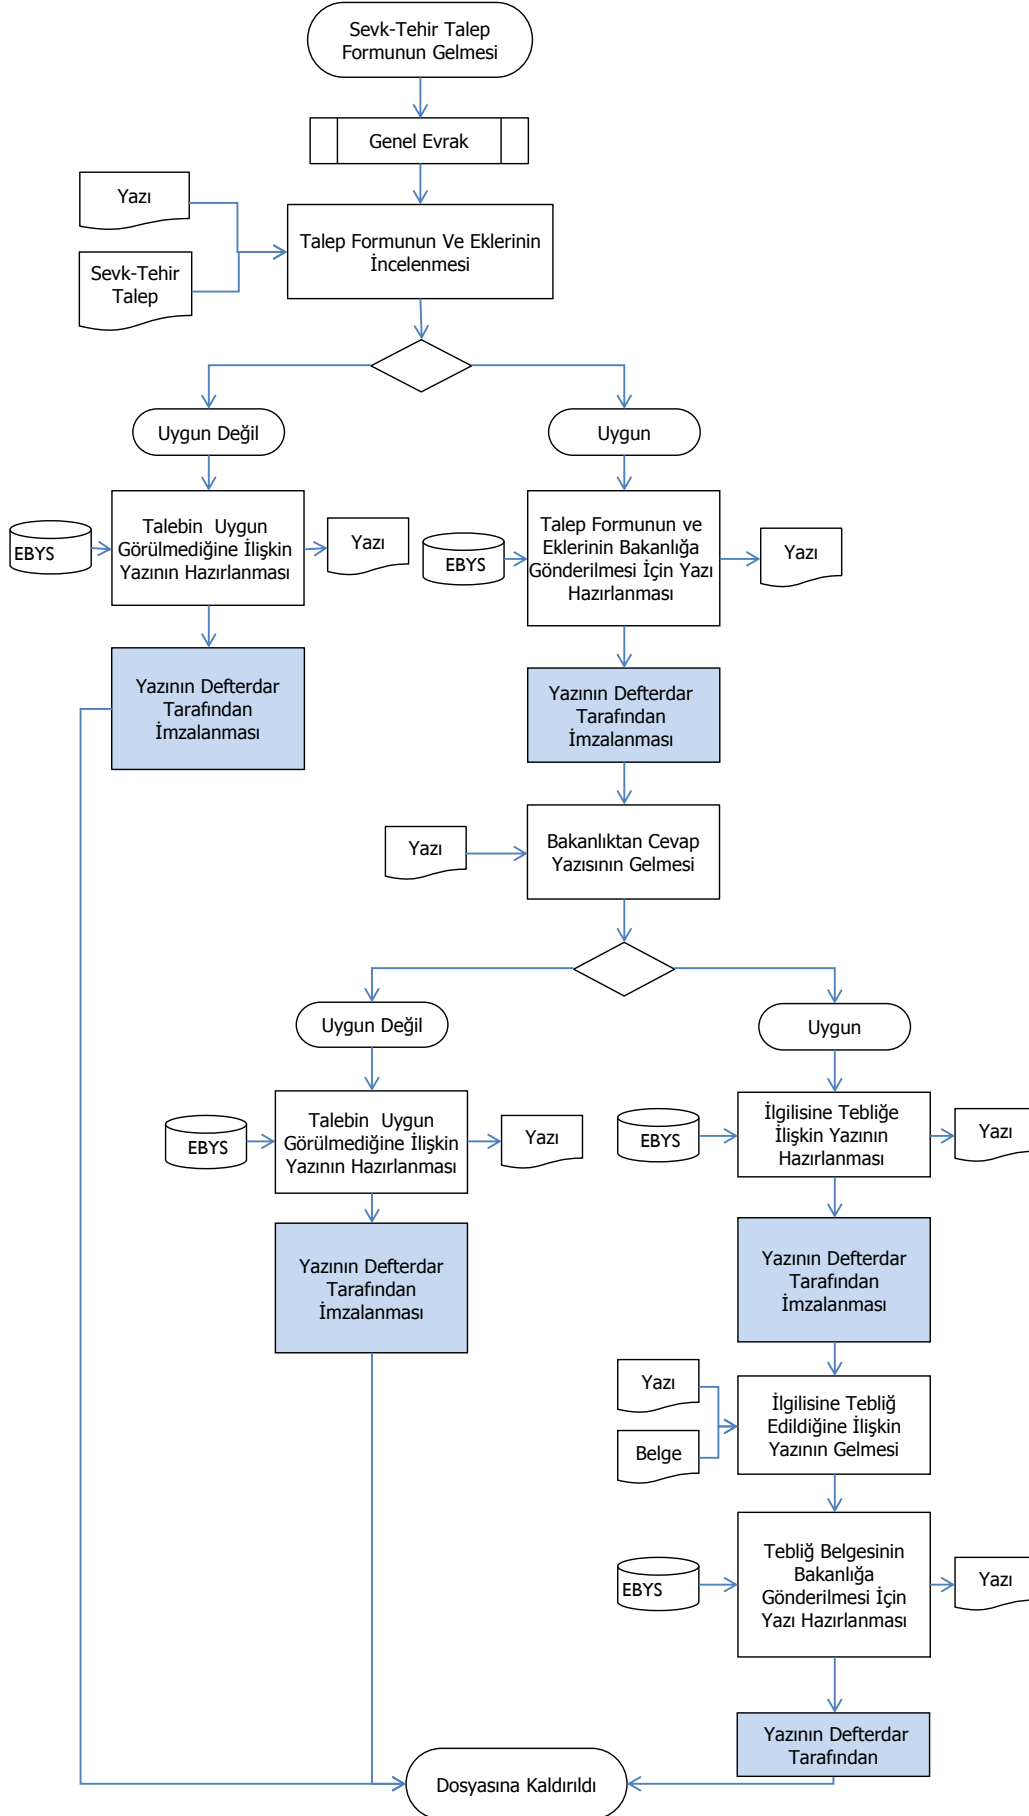 Sevk-Tehir Talep
Formunun Gelmesi
Genel Evrak
Yazı
Talep Formunun Ve Eklerinin
İncelenmesi
Sevk-Tehir
Talep
Uygun Değil
Uygun
EBYS
Talebin  Uygun
Görülmediğine İlişkin
Yazının Hazırlanması
Yazı
EBYS
Talep Formunun ve
Eklerinin Bakanlığa
Gönderilmesi İçin Yazı
Hazırlanması
Yazı
Yazının Defterdar
Tarafından
İmzalanması
Yazının Defterdar
Tarafından
İmzalanması
Yazı
Bakanlıktan Cevap
Yazısının Gelmesi
Uygun Değil
Uygun
EBYS
Talebin  Uygun
Görülmediğine İlişkin
Yazının Hazırlanması
Yazı
EBYS
İlgilisine Tebliğe
İlişkin Yazının
Hazırlanması
Yazı
Yazının Defterdar
Tarafından
İmzalanması
Yazının Defterdar
Tarafından
İmzalanması
Yazı
Belge
İlgilisine Tebliğ
Edildiğine İlişkin
Yazının Gelmesi
EBYS
Tebliğ Belgesinin
Bakanlığa
Gönderilmesi İçin
Yazı Hazırlanması
Yazı
Yazının Defterdar
Tarafından
Dosyasına Kaldırıldı